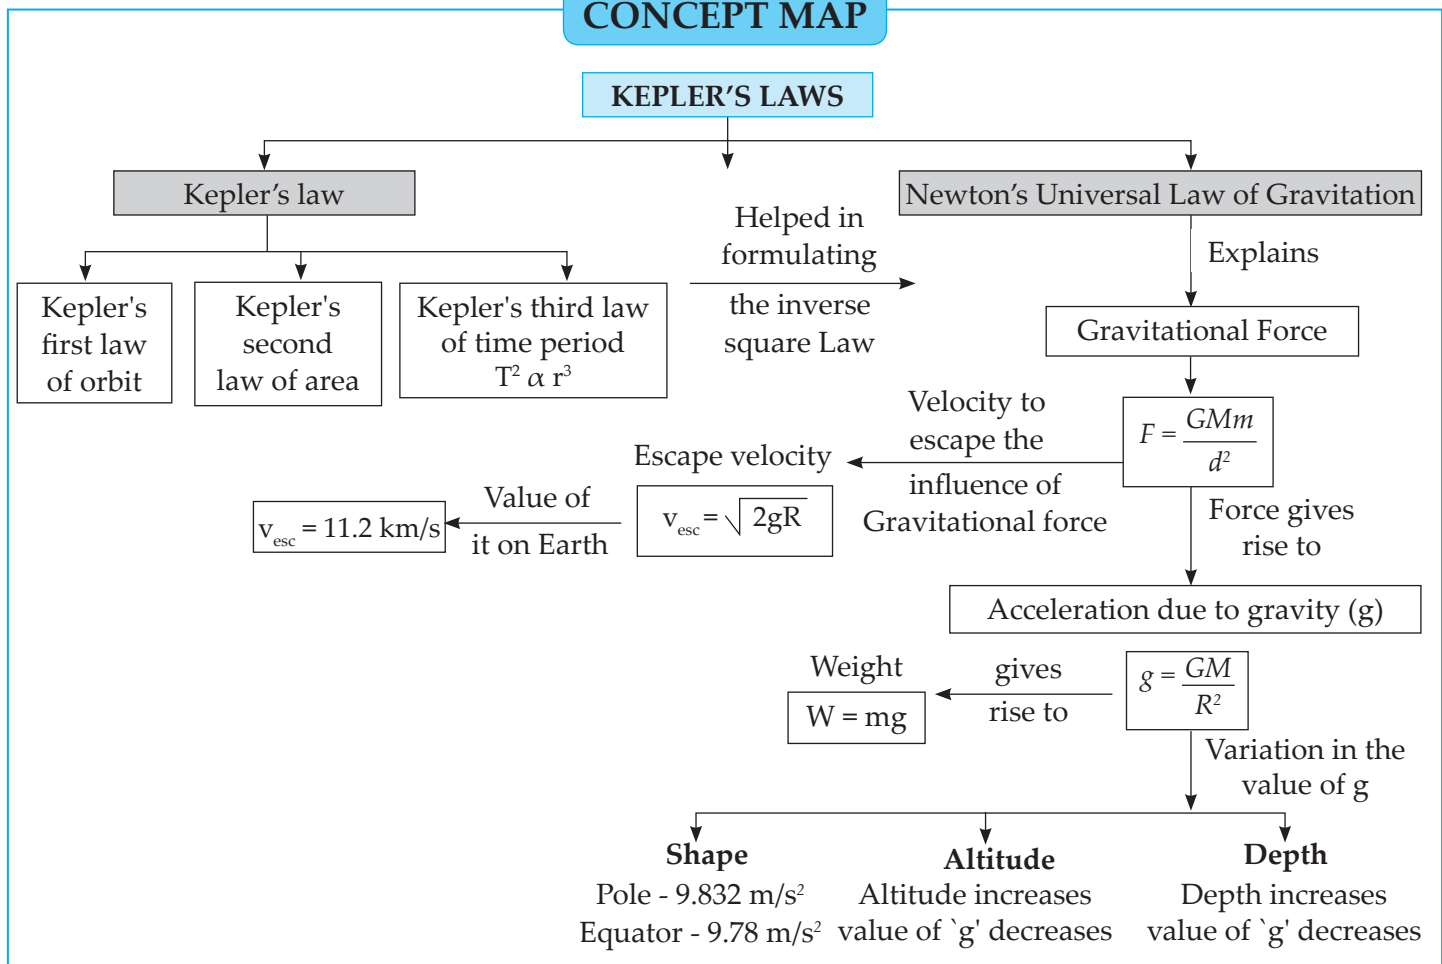 CONCEPT MAP
KEPLER'S LAWS
Kepler's law
Newton's Universal Law of Gravitation
Kepler's
first law
of orbit
Kepler's
second
law of area
Kepler's third law
of time period
T² α r³
Helped in
formulating
the inverse
square Law
Explains
Gravitational Force
F = GMm/d²
Velocity to
escape the
influence of
Gravitational force
Escape velocity
vₑₛ꜀ = √2gR
Value of
it on Earth
vₑₛ꜀ = 11.2 km/s
Force gives
rise to
Acceleration due to gravity (g)
g = GM/R²
gives
rise to
Weight
W = mg
Variation in the
value of g
Shape
Pole - 9.832 m/s²
Equator - 9.78 m/s²
Altitude
Altitude increases
value of `g' decreases
Depth
Depth increases
value of `g' decreases